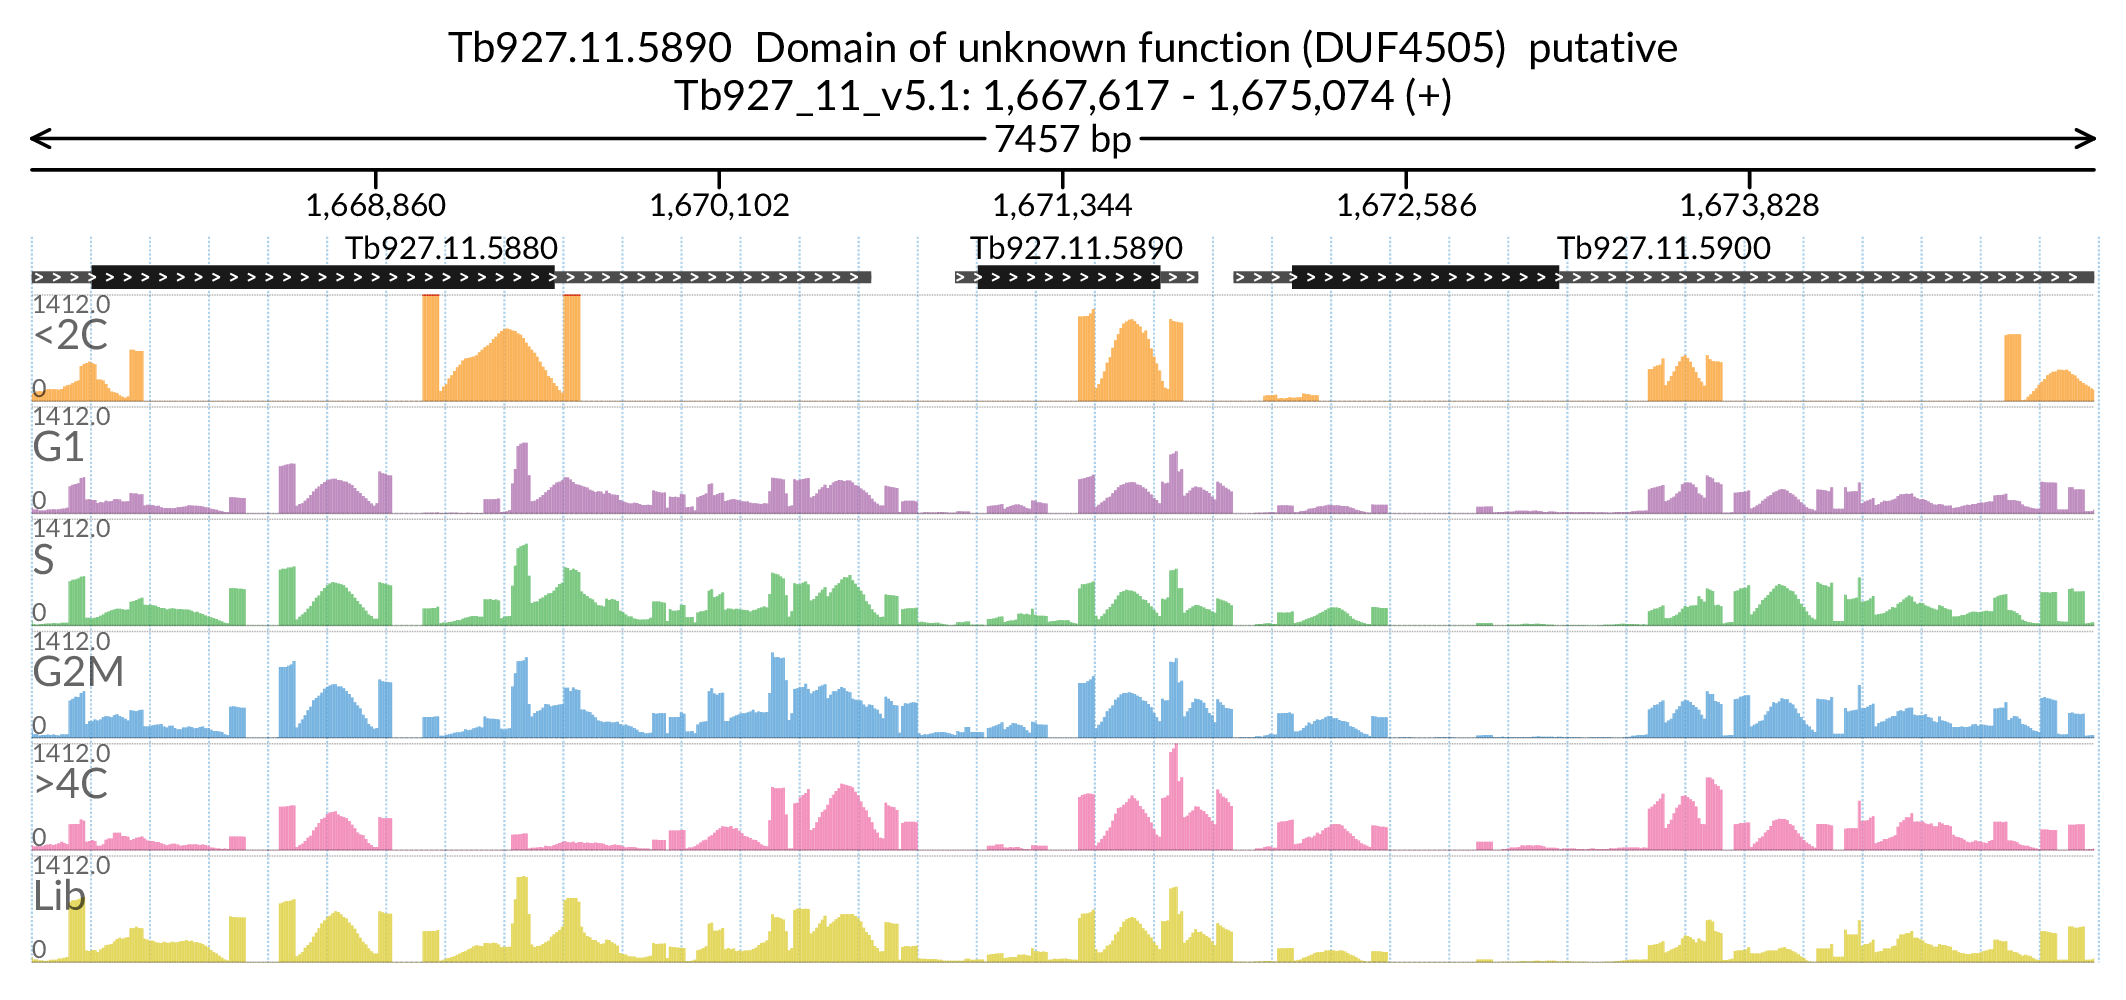 Tb927.11.5890 Domain of unknown function (DUF4505) putative
Tb927_11_v5.1: 1,667,617 - 1,675,074 (+)
7457 bp
1,668,860 1,670,102 1,671,344 1,672,586 1,673,828
Tb927.11.5880 Tb927.11.5890 Tb927.11.5900
1412.0
<2C
0
1412.0
G1
0
1412.0
S
0
1412.0
G2M
0
1412.0
>4C
0
1412.0
Lib
0